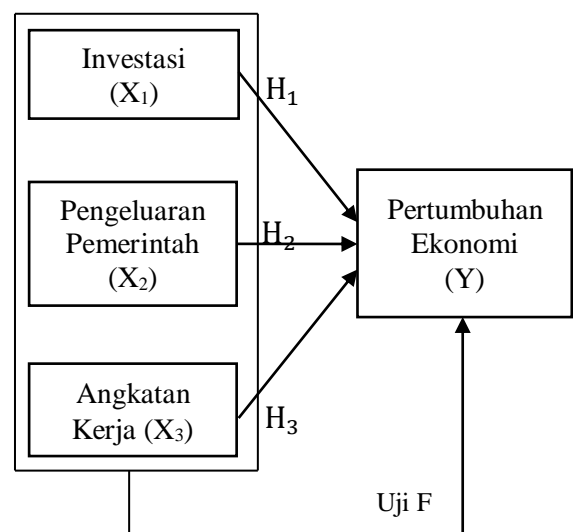 Investasi
(X₁)
H₁
Pengeluaran
Pemerintah
(X₂)
H₂
Pertumbuhan
Ekonomi
(Y)
Angkatan
Kerja (X₃)
H₃
Uji F